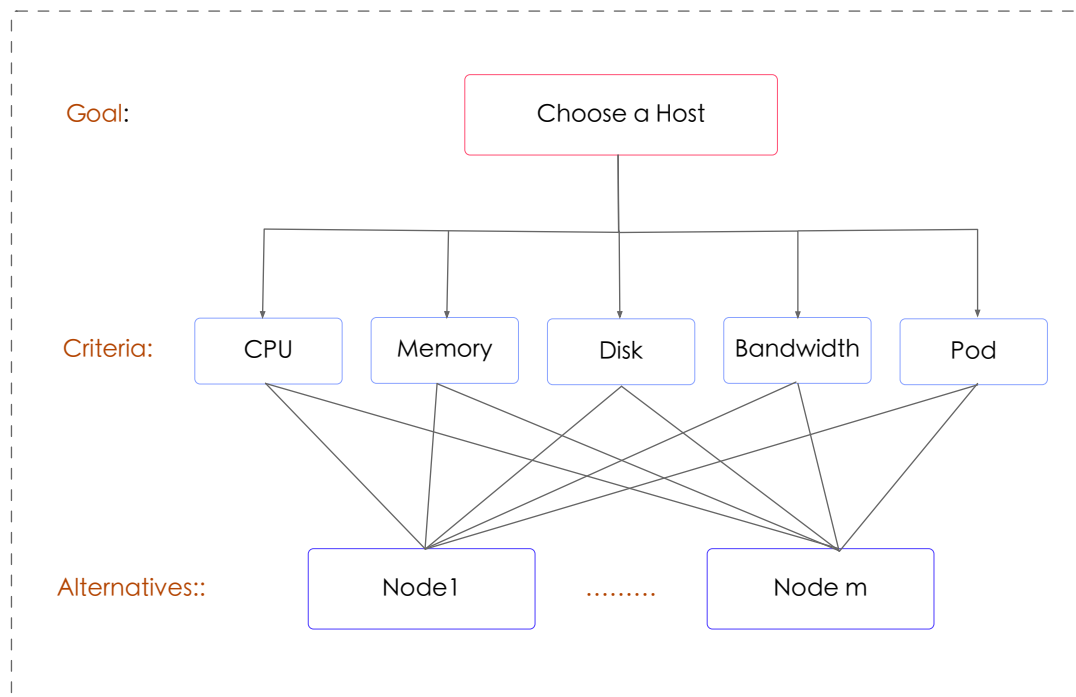 Goal:
Choose a Host
Criteria:
CPU
Memory
Disk
Bandwidth
Pod
Alternatives::
Node1
.........
Node m